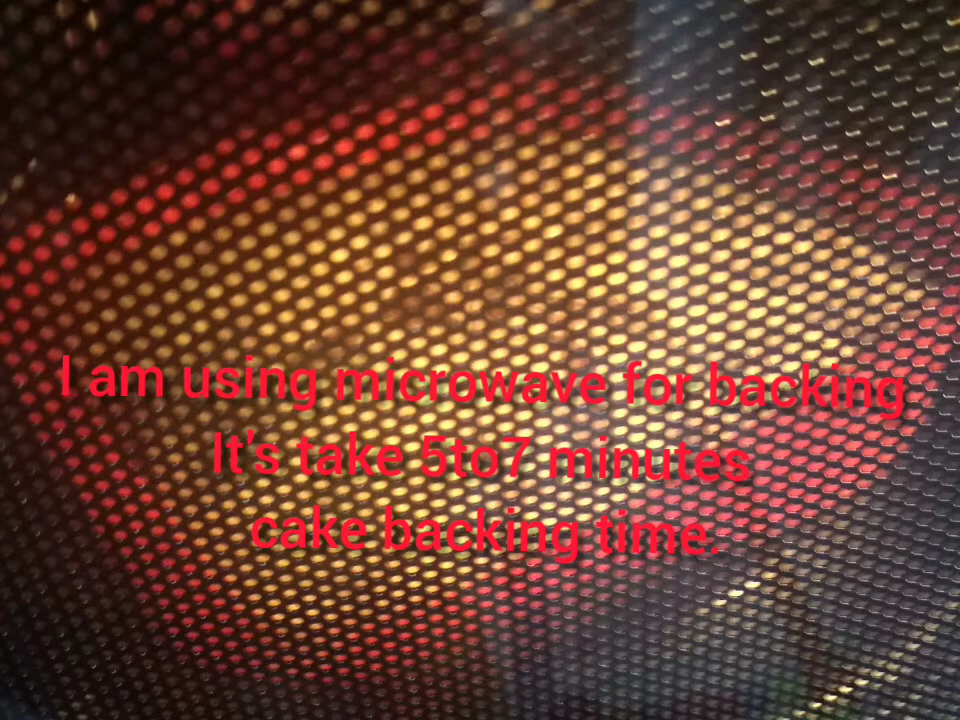 I am using microwave for backing
It's take 5to7 minutes
cake backing time.